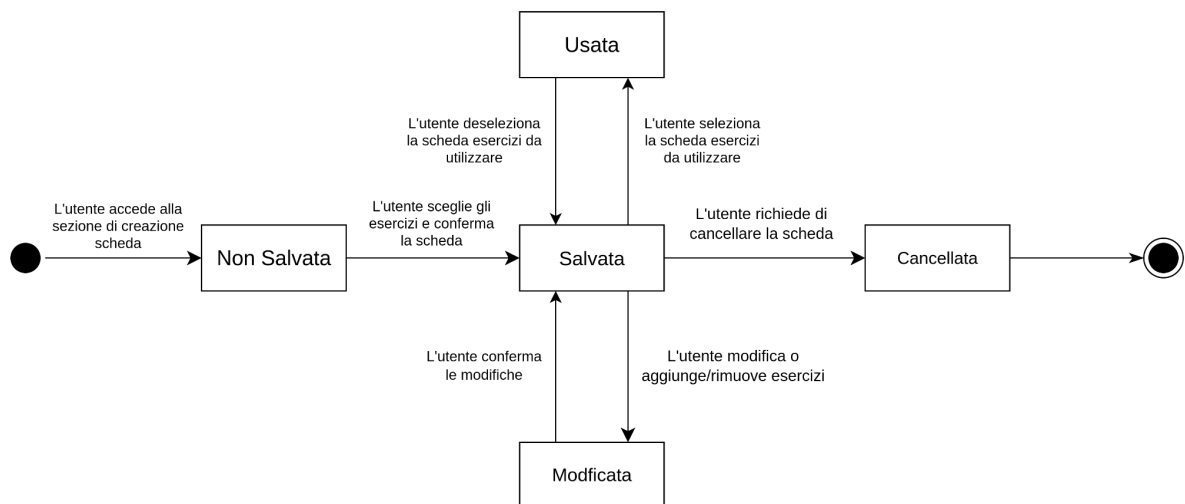 Usata
L'utente deseleziona
la scheda esercizi da
utilizzare
L'utente seleziona
la scheda esercizi
da utilizzare
L'utente accede alla
sezione di creazione
scheda
Non Salvata
L'utente sceglie gli
esercizi e conferma
la scheda
Salvata
L'utente richiede di
cancellare la scheda
Cancellata
L'utente conferma
le modifiche
L'utente modifica o
aggiunge/rimuove esercizi
Modficata